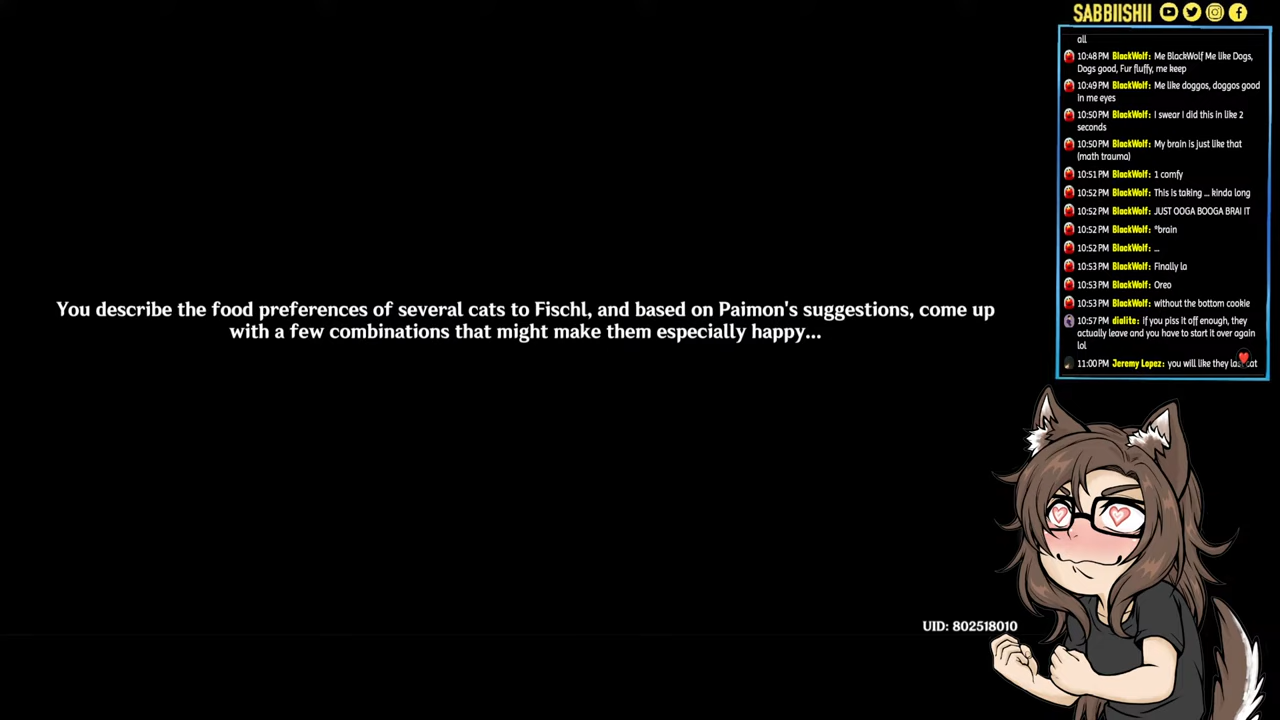 SABBIISHII
all
10:48 PM BlackWolf: Me BlackWolf Me like Dogs,
Dogs good, Fur fluffy, me keep
10:49 PM BlackWolf: Me like doggos, doggos good
in me eyes
10:50 PM BlackWolf: I swear I did this in like 2
seconds
10:50 PM BlackWolf: My brain is just like that
(math trauma)
10:51 PM BlackWolf: 1 comfy
10:52 PM BlackWolf: This is taking ... kinda long
10:52 PM BlackWolf: JUST OOGA BOOGA BRAI IT
10:52 PM BlackWolf: *brain
10:52 PM BlackWolf: ...
10:53 PM BlackWolf: Finally la
10:53 PM BlackWolf: Oreo
10:53 PM BlackWolf: without the bottom cookie
10:57 PM dialite: if you piss it off enough, they
actually leave and you have to start it over again
lol
11:00 PM Jeremy Lopez: you will like they
You describe the food preferences of several cats to Fischl, and based on Paimon's suggestions, come up
with a few combinations that might make them especially happy...
UID: 802518010